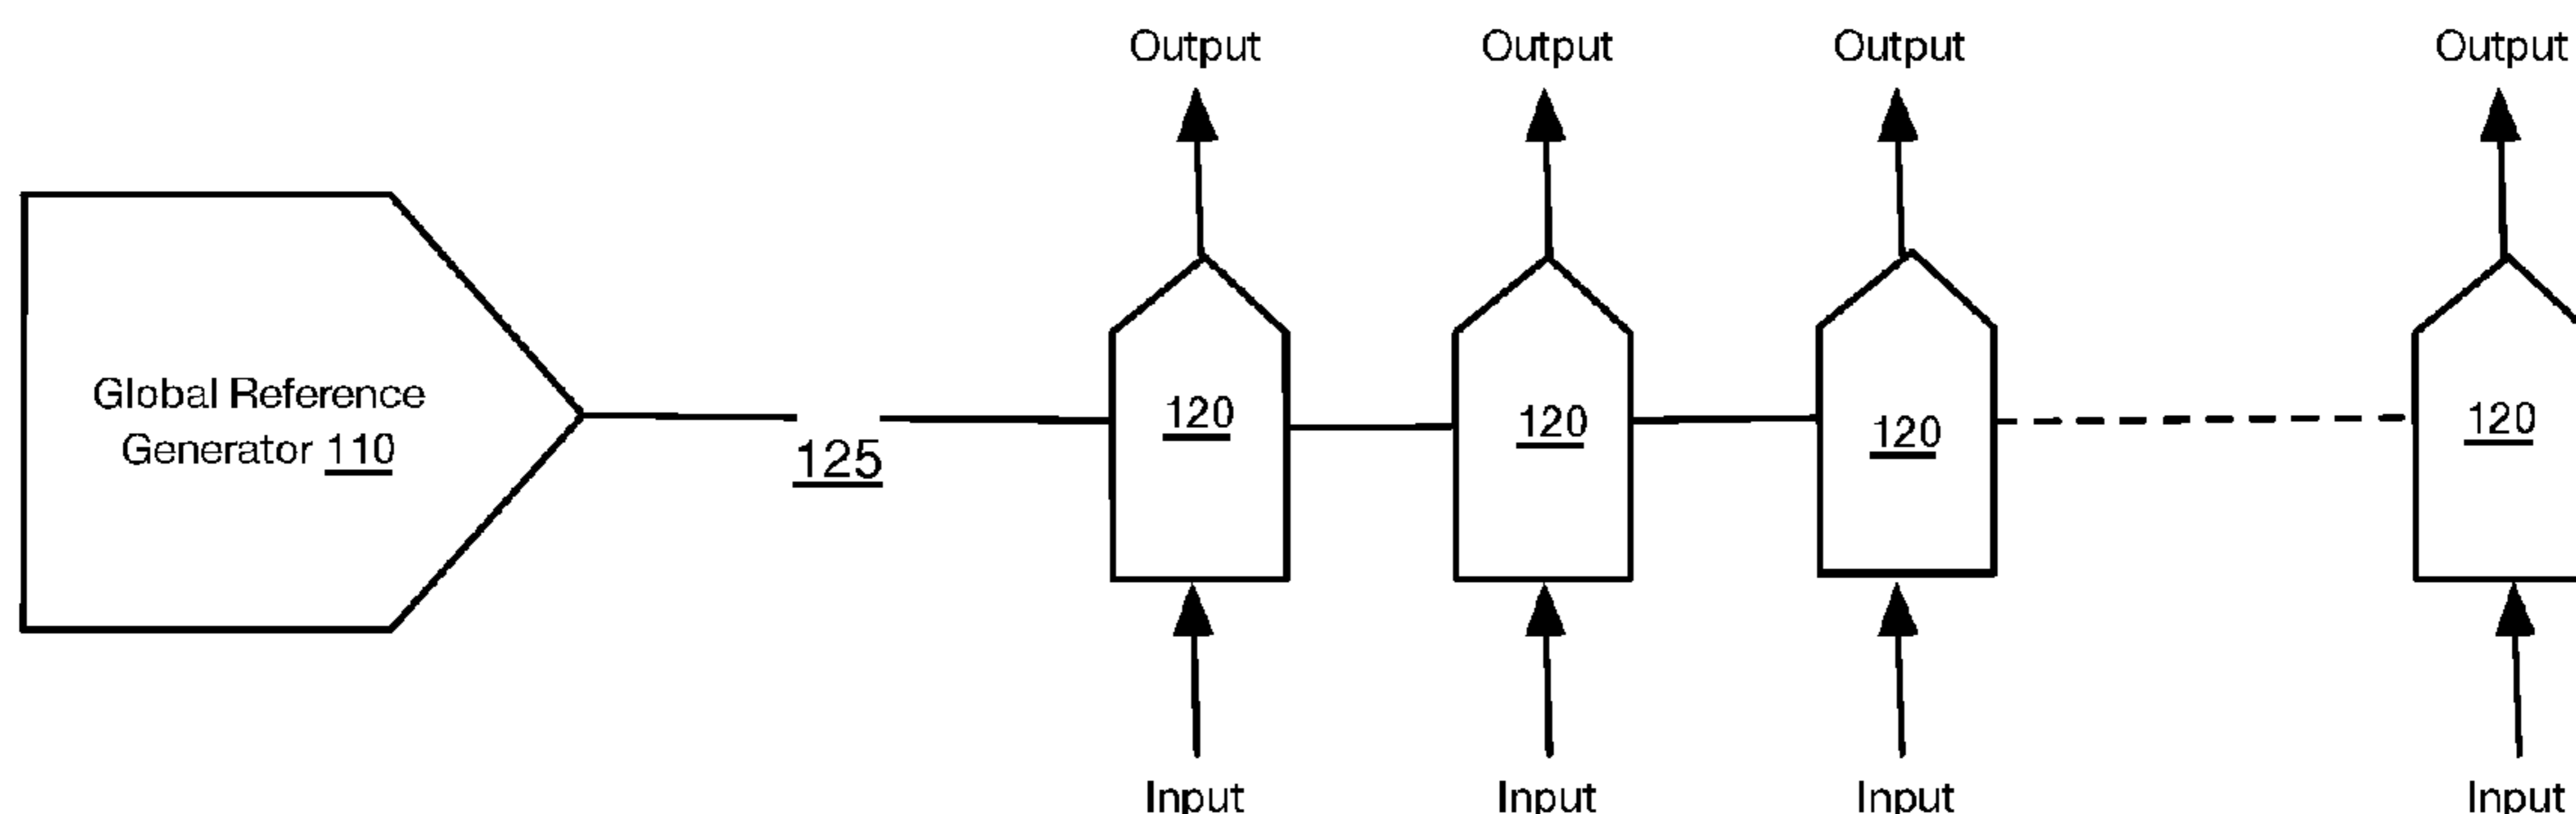 Output Output Output Output
Global Reference
Generator 110
125
120 120 120 120
Input Input Input Input